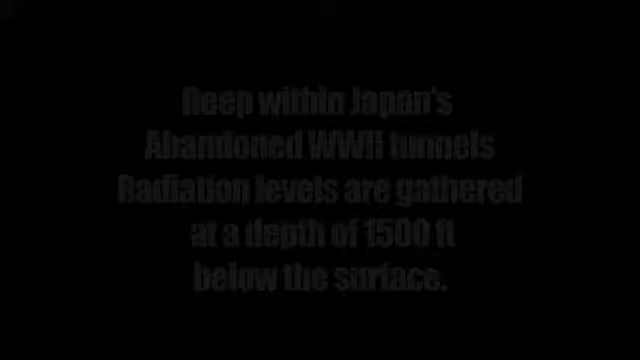 Deep within Japan's
Abandoned WWII tunnels
Radiation levels are gathered
at a depth of 1500 ft
below the surface.